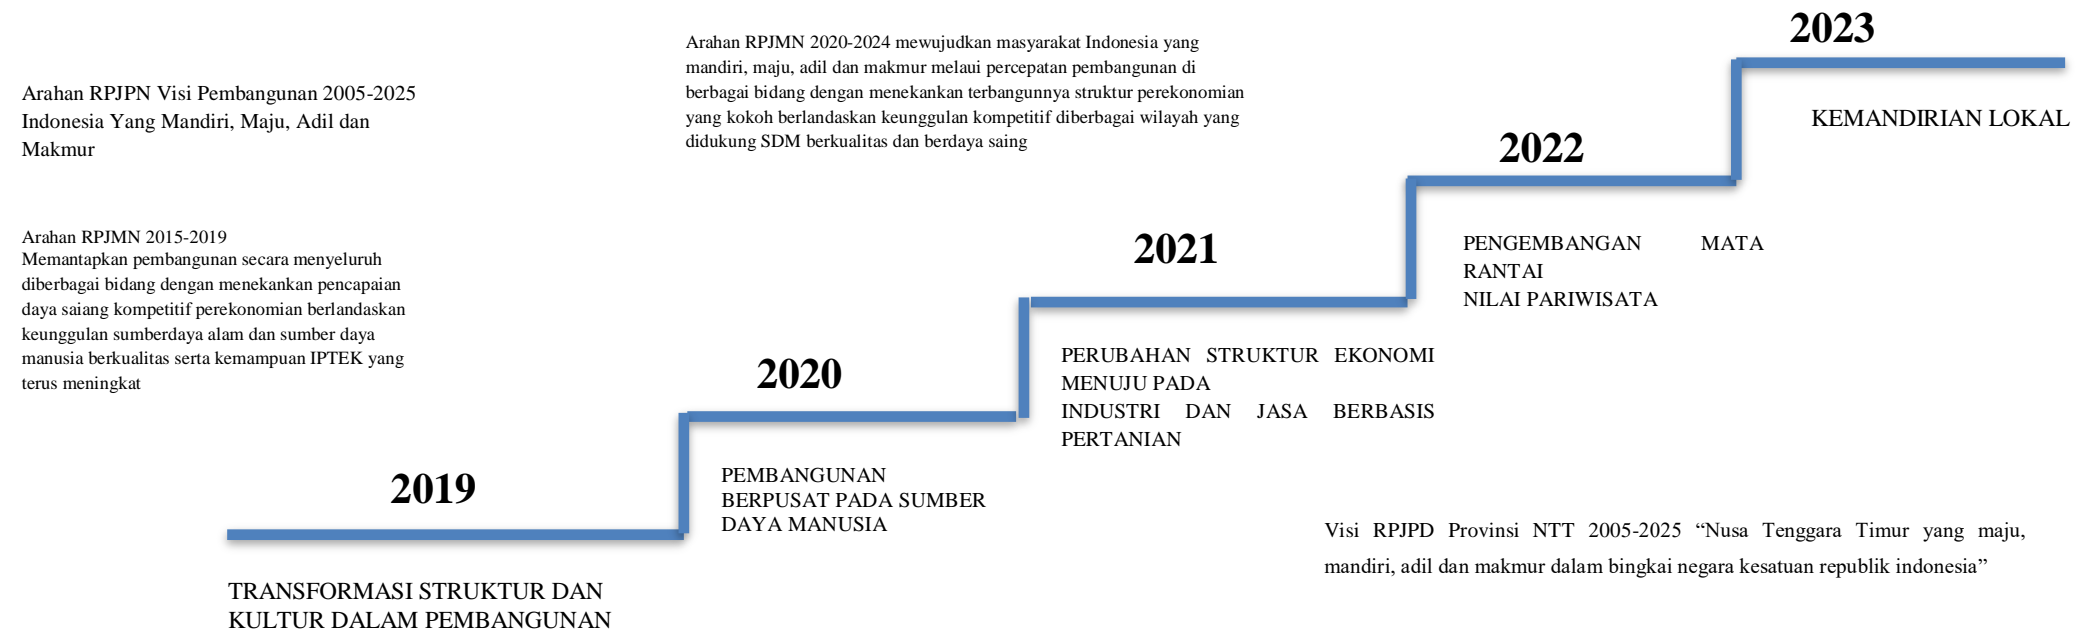 Arahan RPJPN Visi Pembangunan 2005-2025
Indonesia Yang Mandiri, Maju, Adil dan
Makmur
Arahan RPJMN 2015-2019
Memantapkan pembangunan secara menyeluruh
diberbagai bidang dengan menekankan pencapaian
daya saiang kompetitif perekonomian berlandaskan
keunggulan sumberdaya alam dan sumber daya
manusia berkualitas serta kemampuan IPTEK yang
terus meningkat
Arahan RPJMN 2020-2024 mewujudkan masyarakat Indonesia yang
mandiri, maju, adil dan makmur melaui percepatan pembangunan di
berbagai bidang dengan menekankan terbangunnya struktur perekonomian
yang kokoh berlandaskan keunggulan kompetitif diberbagai wilayah yang
didukung SDM berkualitas dan berdaya saing
2019
TRANSFORMASI STRUKTUR DAN
KULTUR DALAM PEMBANGUNAN
2020
PEMBANGUNAN
BERPUSAT PADA SUMBER
DAYA MANUSIA
2021
PERUBAHAN STRUKTUR EKONOMI
MENUJU PADA
INDUSTRI DAN JASA BERBASIS
PERTANIAN
2022
PENGEMBANGAN MATA
RANTAI
NILAI PARIWISATA
2023
KEMANDIRIAN LOKAL
Visi RPJPD Provinsi NTT 2005-2025 “Nusa Tenggara Timur yang maju,
mandiri, adil dan makmur dalam bingkai negara kesatuan republik indonesia”